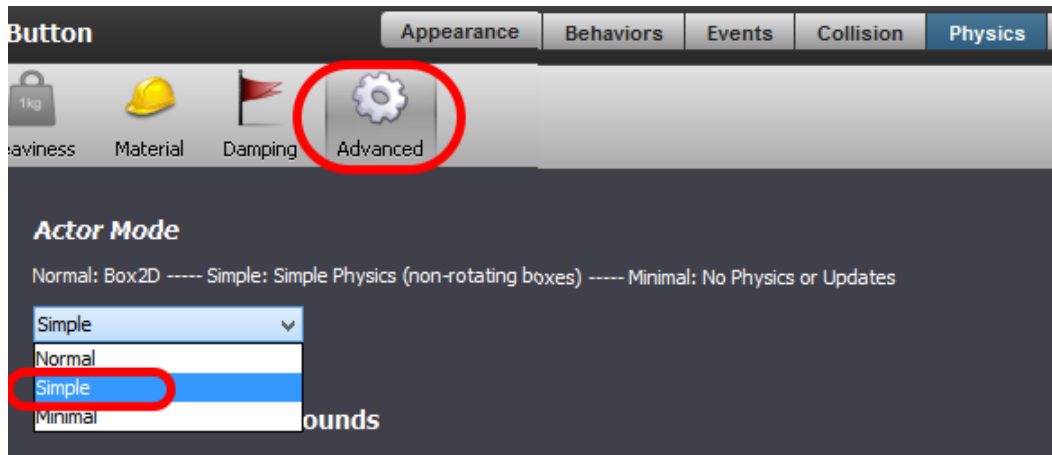 Button Appearance Behaviors Events Collision Physics
1kg
eaviness Material Damping Advanced
Actor Mode
Normal: Box2D ----- Simple: Simple Physics (non-rotating boxes) ----- Minimal: No Physics or Updates
Simple
Normal
Simple
Minimal
ounds